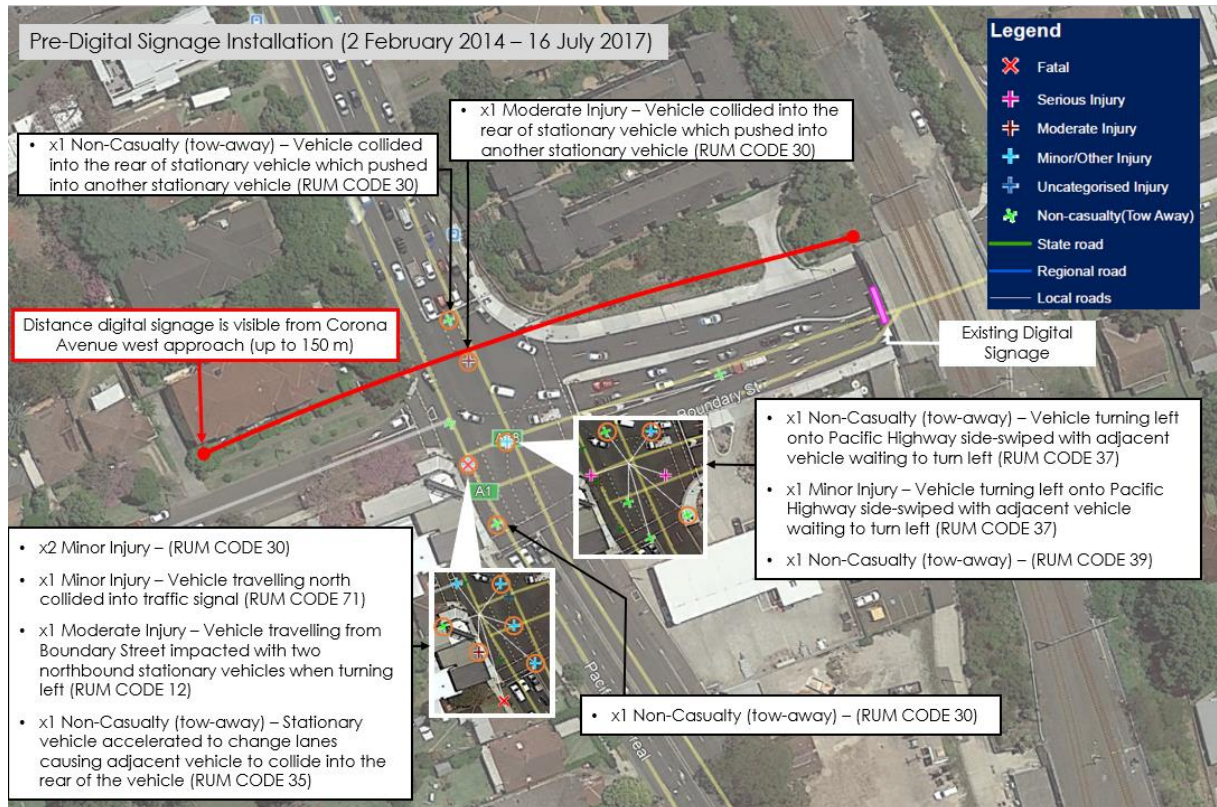 Pre-Digital Signage Installation (2 February 2014 – 16 July 2017)
Legend
Fatal
Serious Injury
Moderate Injury
Minor/Other Injury
Uncategorised Injury
Non-casualty(Tow Away)
State road
Regional road
Local roads
• x1 Non-Casualty (tow-away) – Vehicle collided
into the rear of stationary vehicle which pushed
into another stationary vehicle (RUM CODE 30)
• x1 Moderate Injury – Vehicle collided into the
rear of stationary vehicle which pushed into
another stationary vehicle (RUM CODE 30)
Distance digital signage is visible from Corona
Avenue west approach (up to 150 m)
Existing Digital
Signage
Boundary St
A1
• x1 Non-Casualty (tow-away) – Vehicle turning left
onto Pacific Highway side-swiped with adjacent
vehicle waiting to turn left (RUM CODE 37)
• x1 Minor Injury – Vehicle turning left onto Pacific
Highway side-swiped with adjacent vehicle
waiting to turn left (RUM CODE 37)
• x1 Non-Casualty (tow-away) – (RUM CODE 39)
• x2 Minor Injury – (RUM CODE 30)
• x1 Minor Injury – Vehicle travelling north
collided into traffic signal (RUM CODE 71)
• x1 Moderate Injury – Vehicle travelling from
Boundary Street impacted with two
northbound stationary vehicles when turning
left (RUM CODE 12)
• x1 Non-Casualty (tow-away) – Stationary
vehicle accelerated to change lanes
causing adjacent vehicle to collide into the
rear of the vehicle (RUM CODE 35)
• x1 Non-Casualty (tow-away) – (RUM CODE 30)